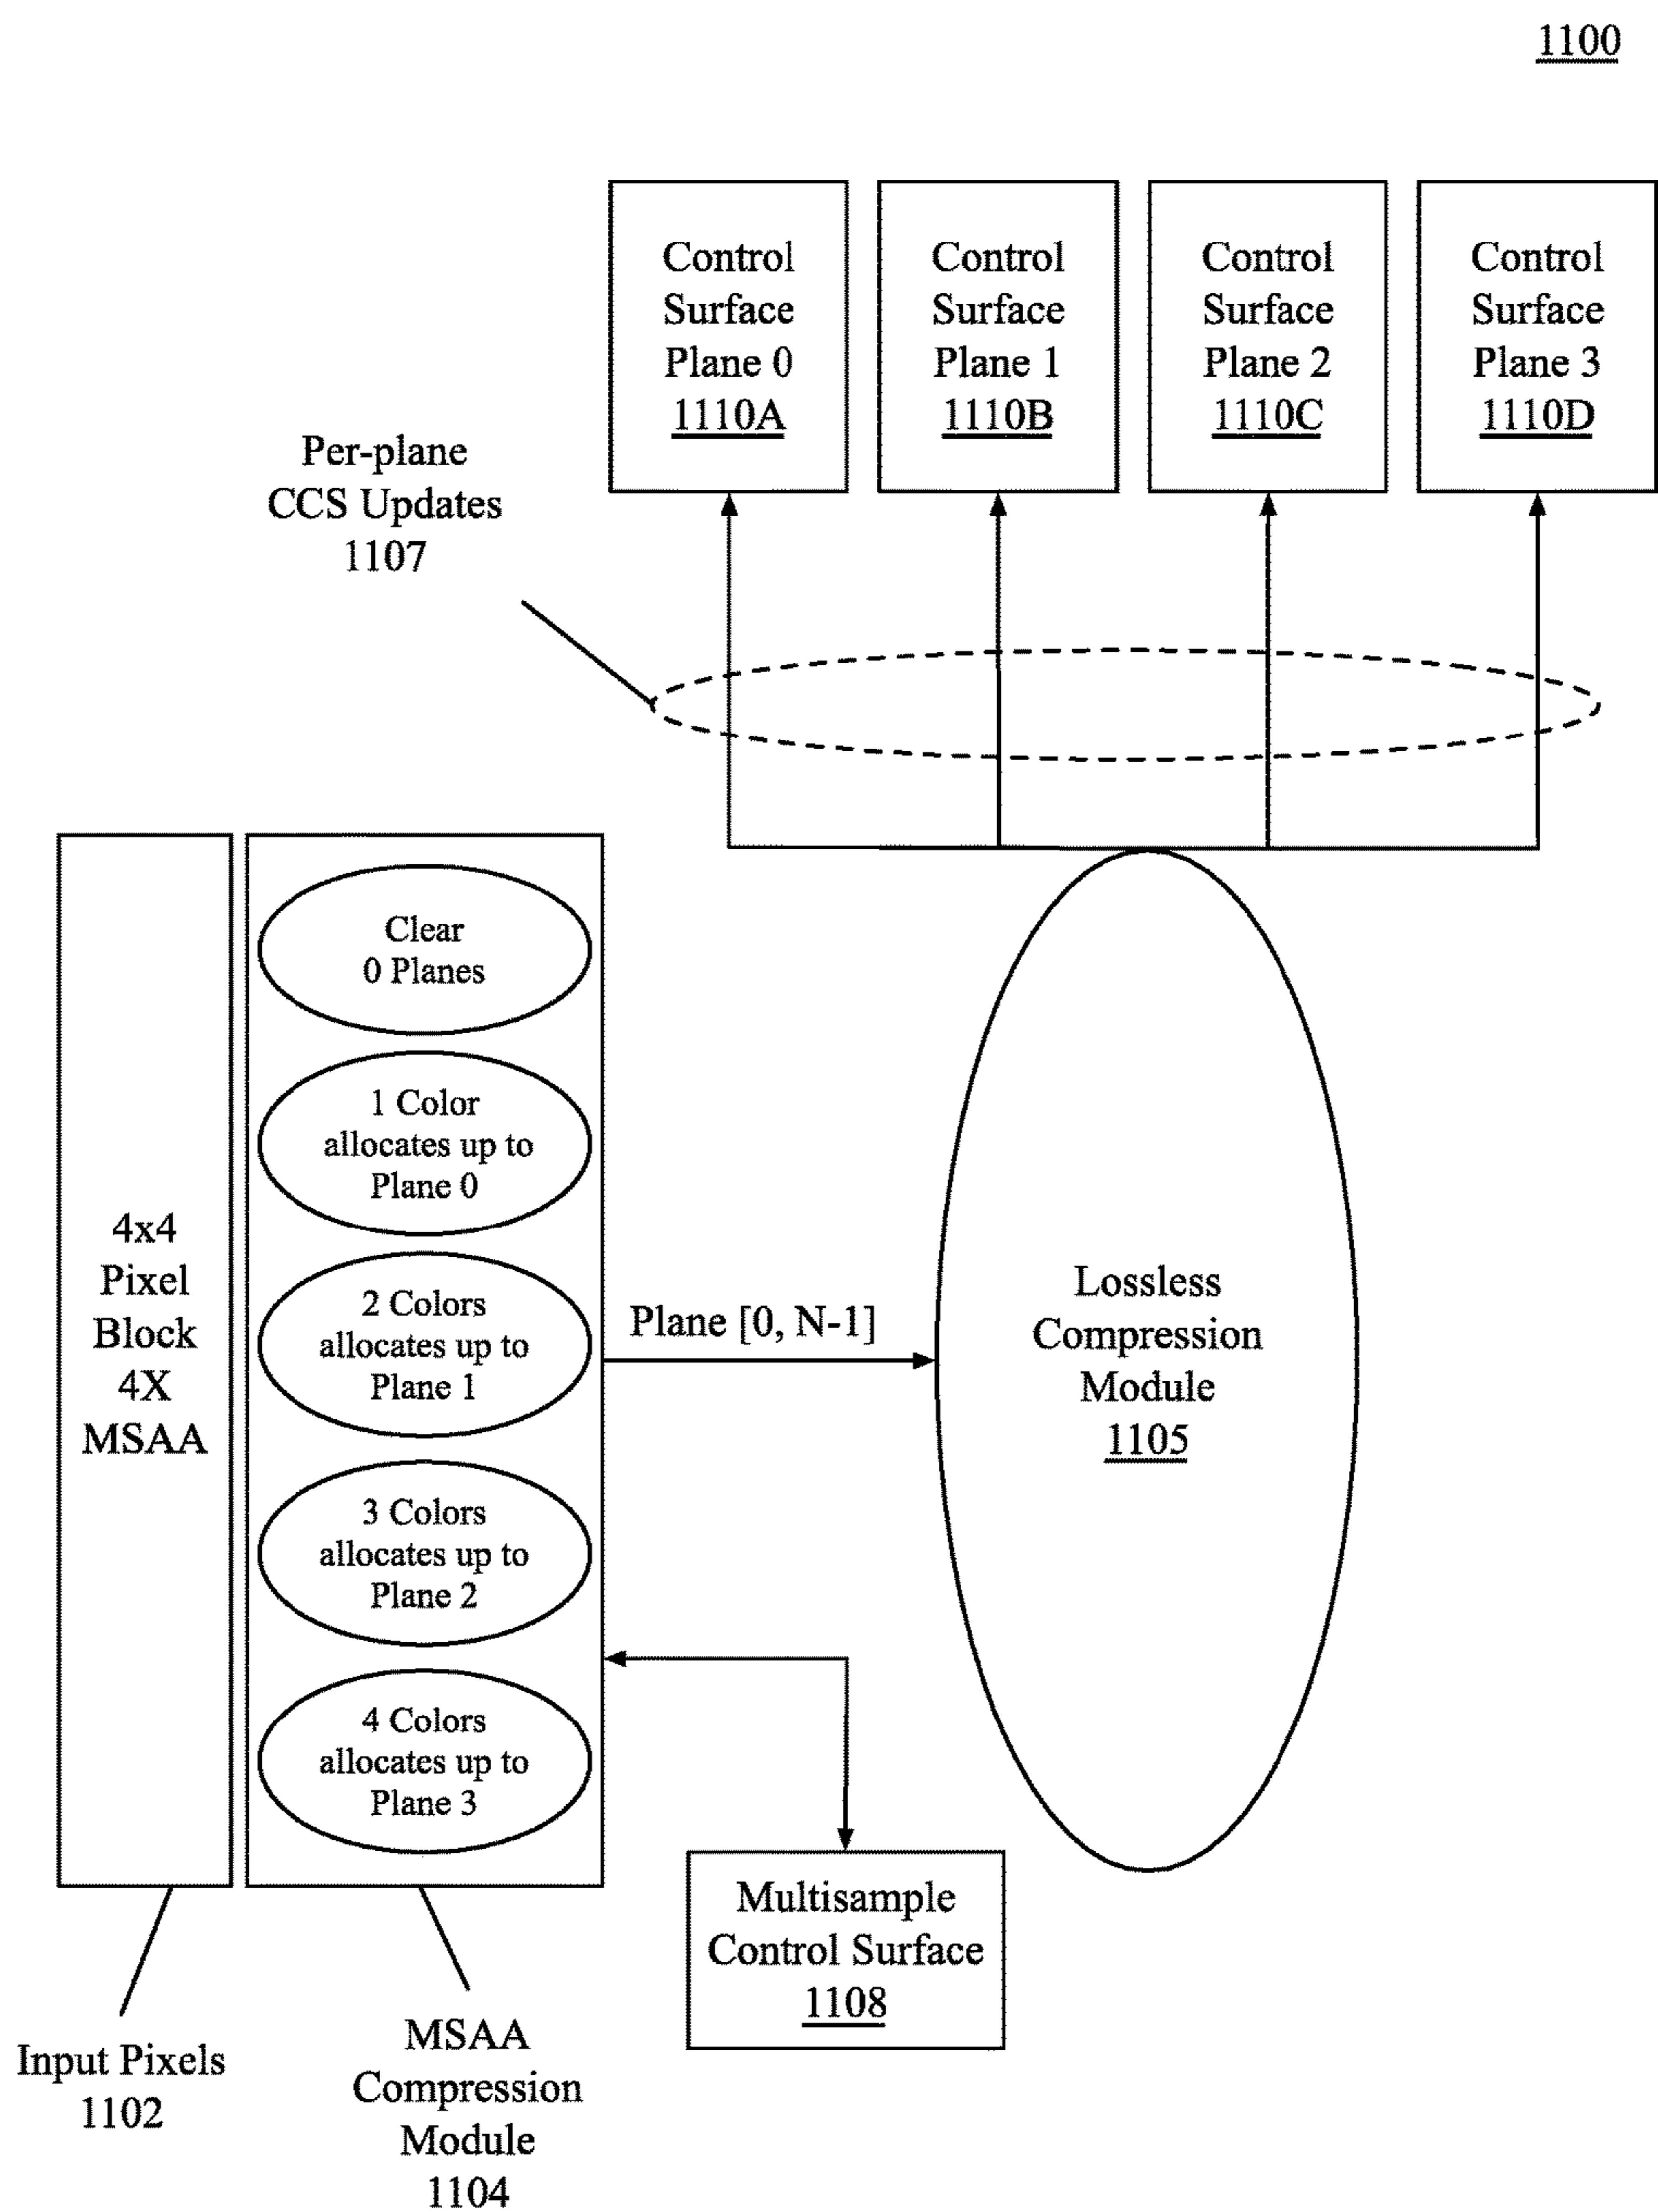 1100
Control
Surface
Plane 0
1110A
Control
Surface
Plane 1
1110B
Control
Surface
Plane 2
1110C
Control
Surface
Plane 3
1110D
Per-plane
CCS Updates
1107
4x4
Pixel
Block
4X
MSAA
Clear
0 Planes
1 Color
allocates up to
Plane 0
2 Colors
allocates up to
Plane 1
3 Colors
allocates up to
Plane 2
4 Colors
allocates up to
Plane 3
Plane [0, N-1]
Lossless
Compression
Module
1105
Multisample
Control Surface
1108
Input Pixels
1102
MSAA
Compression
Module
1104